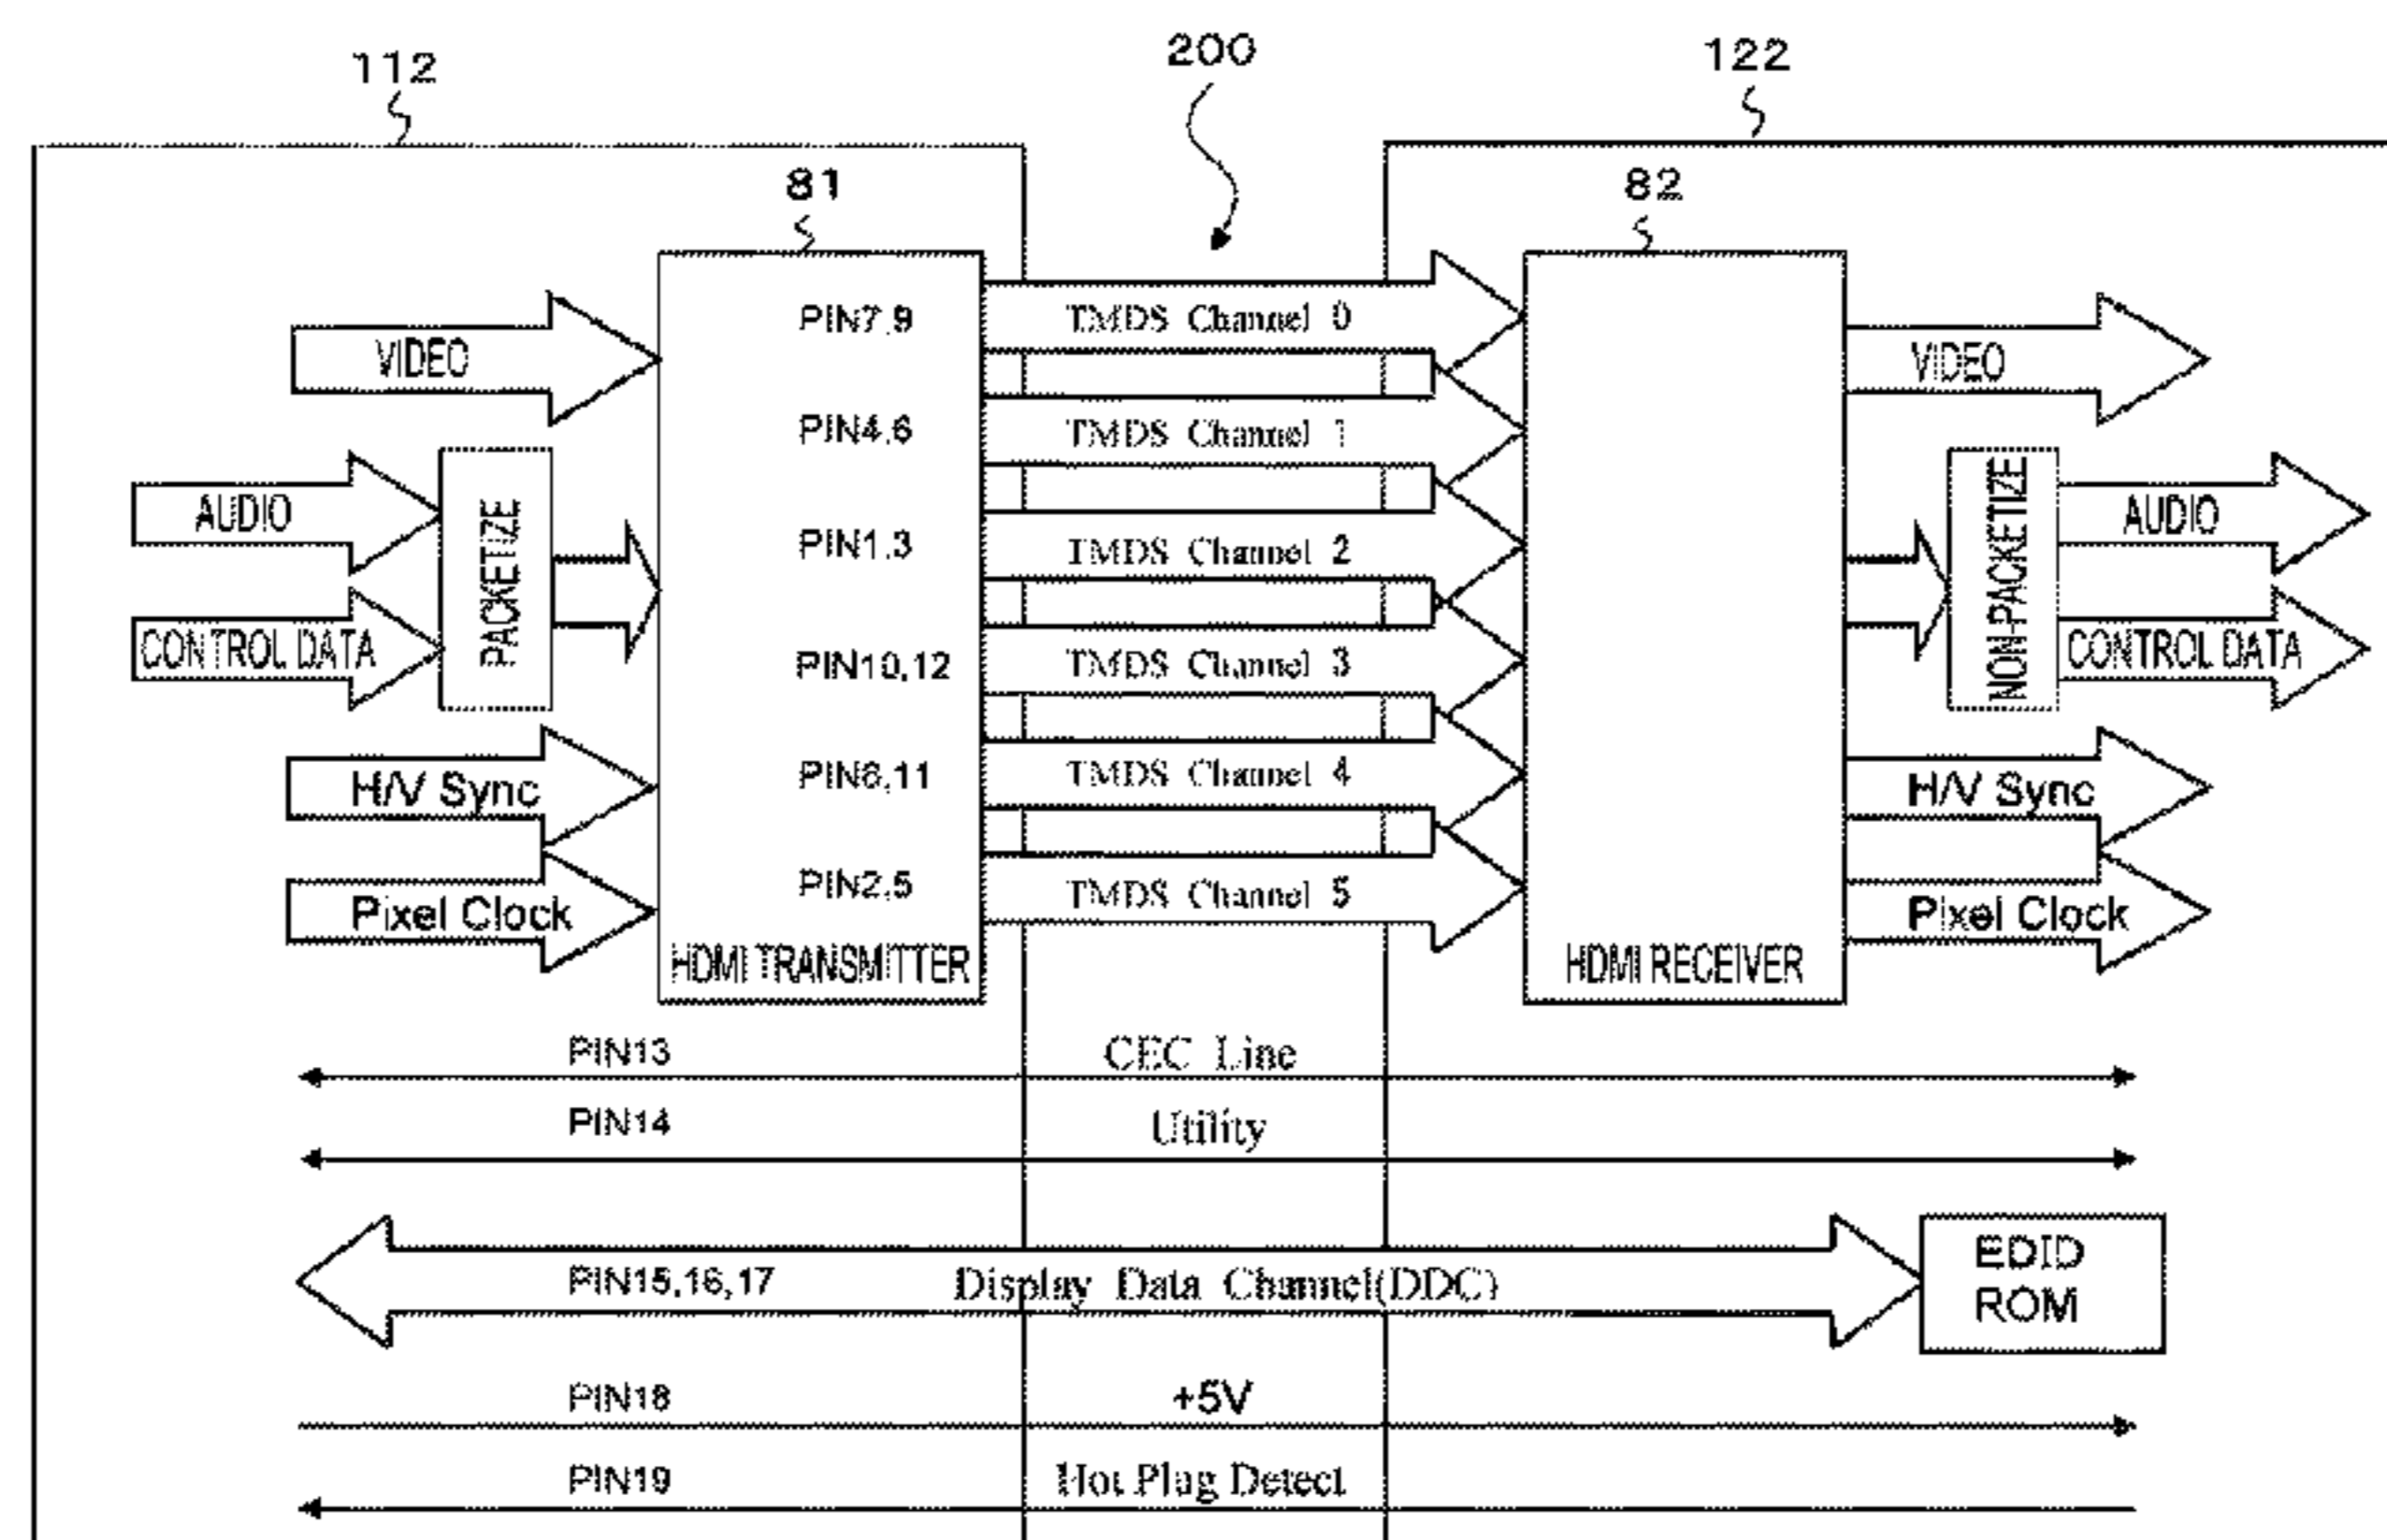 112
200
122
81
82
VIDEO
AUDIO
CONTROL DATA
PACKETIZE
H/V Sync
Pixel Clock
PIN7,9
PIN4,6
PIN1,3
PIN10,12
PIN8,11
PIN2,5
HDMI TRANSMITTER
TMDS Channel 0
TMDS Channel 1
TMDS Channel 2
TMDS Channel 3
TMDS Channel 4
TMDS Channel 5
HDMI RECEIVER
VIDEO
NON-PACKETIZE
AUDIO
CONTROL DATA
H/V Sync
Pixel Clock
PIN13 CEC Line
PIN14 Utility
PIN15,16,17 Display Data Channel(DDC)
EDID
ROM
PIN18 +5V
PIN19 Hot Plug Detect